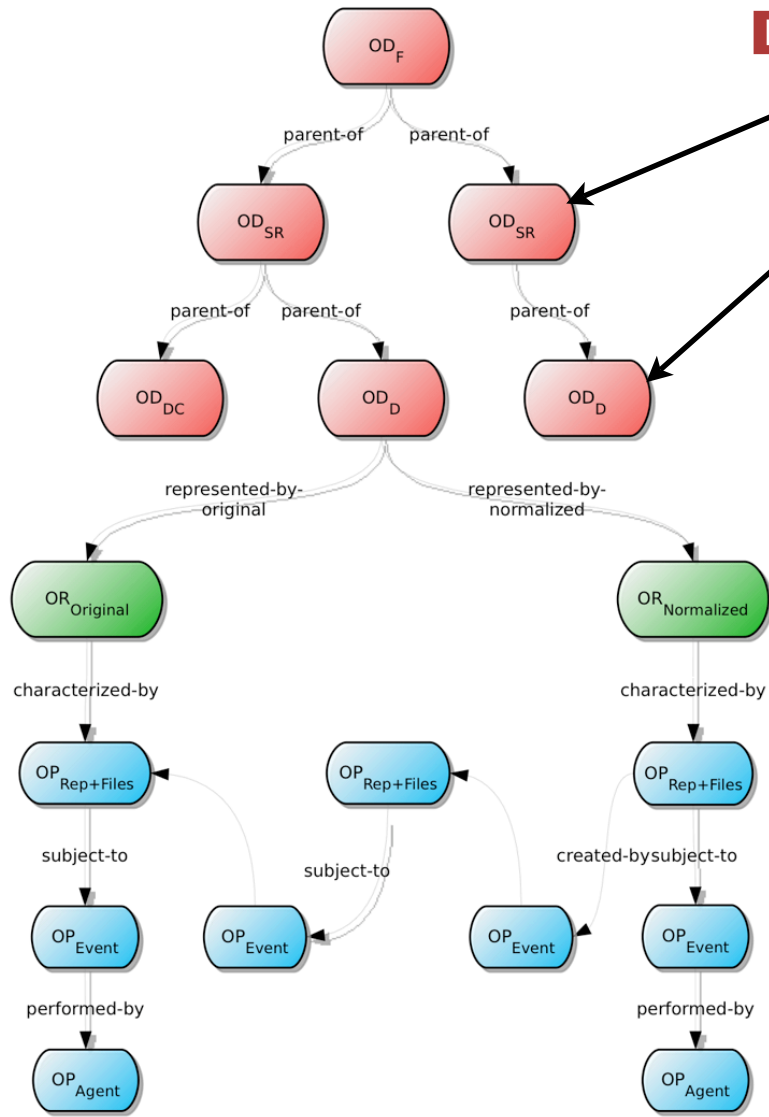 OD_F
parent-of parent-of
OD_SR OD_SR
parent-of parent-of parent-of
OD_DC OD_D OD_D
represented-by- represented-by-
original normalized
OR_Original OR_Normalized
characterized-by characterized-by
OP_Rep+Files OP_Rep+Files OP_Rep+Files
subject-to subject-to created-by subject-to
OP_Event OP_Event OP_Event OP_Event
performed-by performed-by
OP_Agent OP_Agent